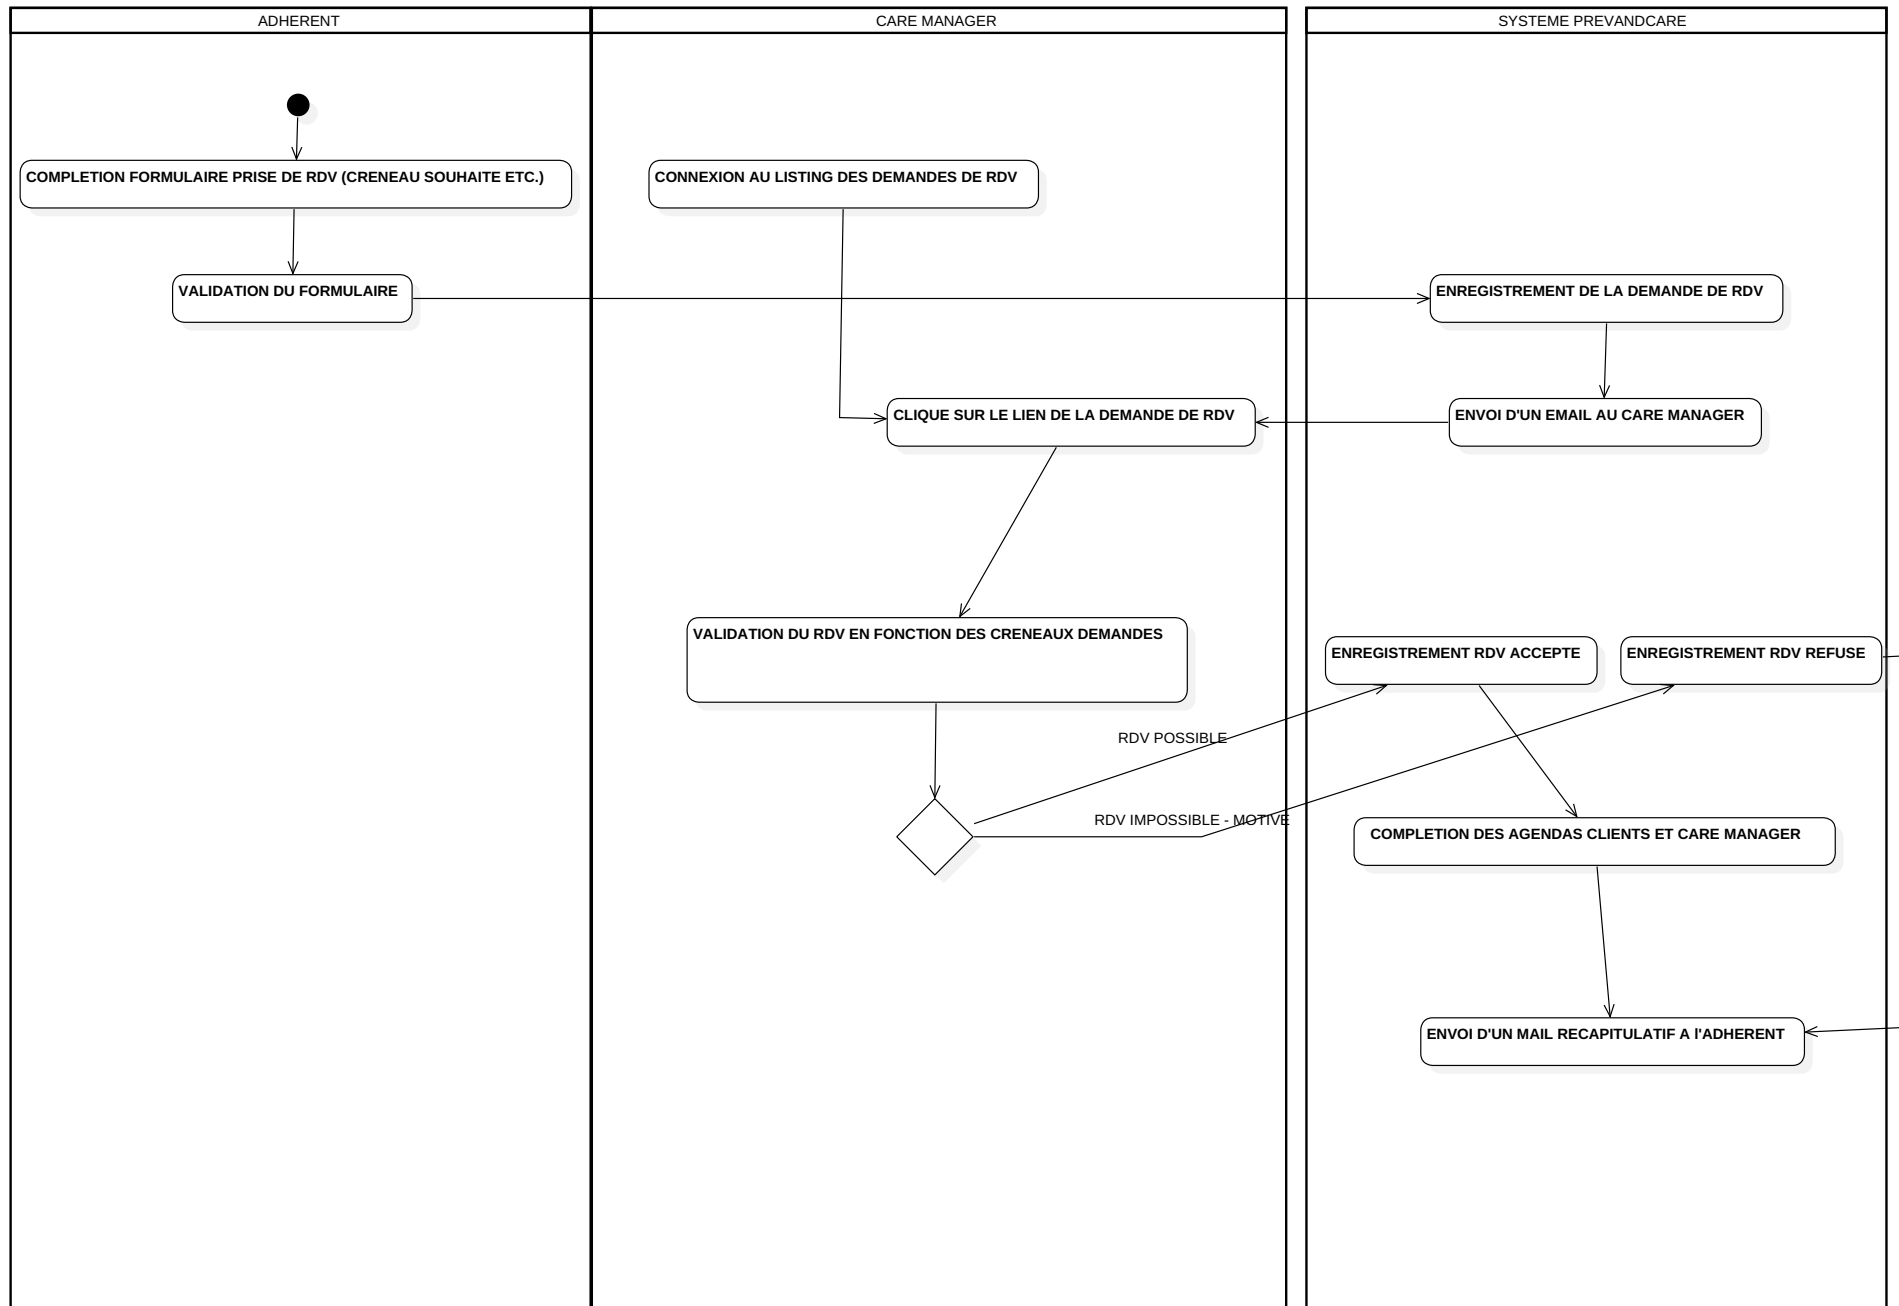 ADHERENT
CARE MANAGER
SYSTEME PREVANDCARE
COMPLETION FORMULAIRE PRISE DE RDV (CRENEAU SOUHAITE ETC.)
CONNEXION AU LISTING DES DEMANDES DE RDV
VALIDATION DU FORMULAIRE
ENREGISTREMENT DE LA DEMANDE DE RDV
CLIQUE SUR LE LIEN DE LA DEMANDE DE RDV
ENVOI D'UN EMAIL AU CARE MANAGER
VALIDATION DU RDV EN FONCTION DES CRENEAUX DEMANDES
ENREGISTREMENT RDV ACCEPTE
ENREGISTREMENT RDV REFUSE
RDV POSSIBLE
RDV IMPOSSIBLE - MOTIVE
COMPLETION DES AGENDAS CLIENTS ET CARE MANAGER
ENVOI D'UN MAIL RECAPITULATIF A l'ADHERENT